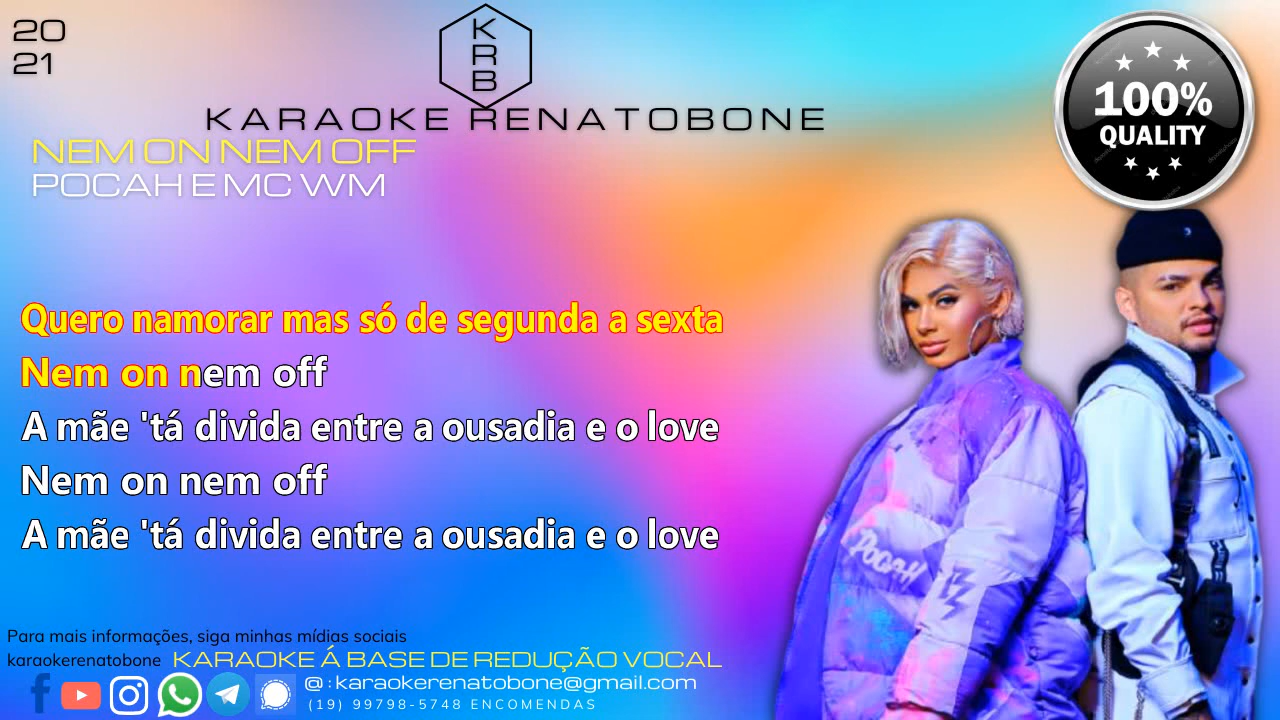 20
21
K
R
B
KARAOKE RENATOBONE
NEM ON NEM OFF
POCAH E MC WM
100%
QUALITY
Quero namorar mas só de segunda a sexta
Nem on nem off
A mãe 'tá divida entre a ousadia e o love
Nem on nem off
A mãe 'tá divida entre a ousadia e o love
POCAH
Para mais informações, siga minhas mídias sociais
karaokerenatobone KARAOKE Á BASE DE REDUÇÃO VOCAL
@ : karaokerenatobone@gmail.com
(19) 99798-5748 ENCOMENDAS